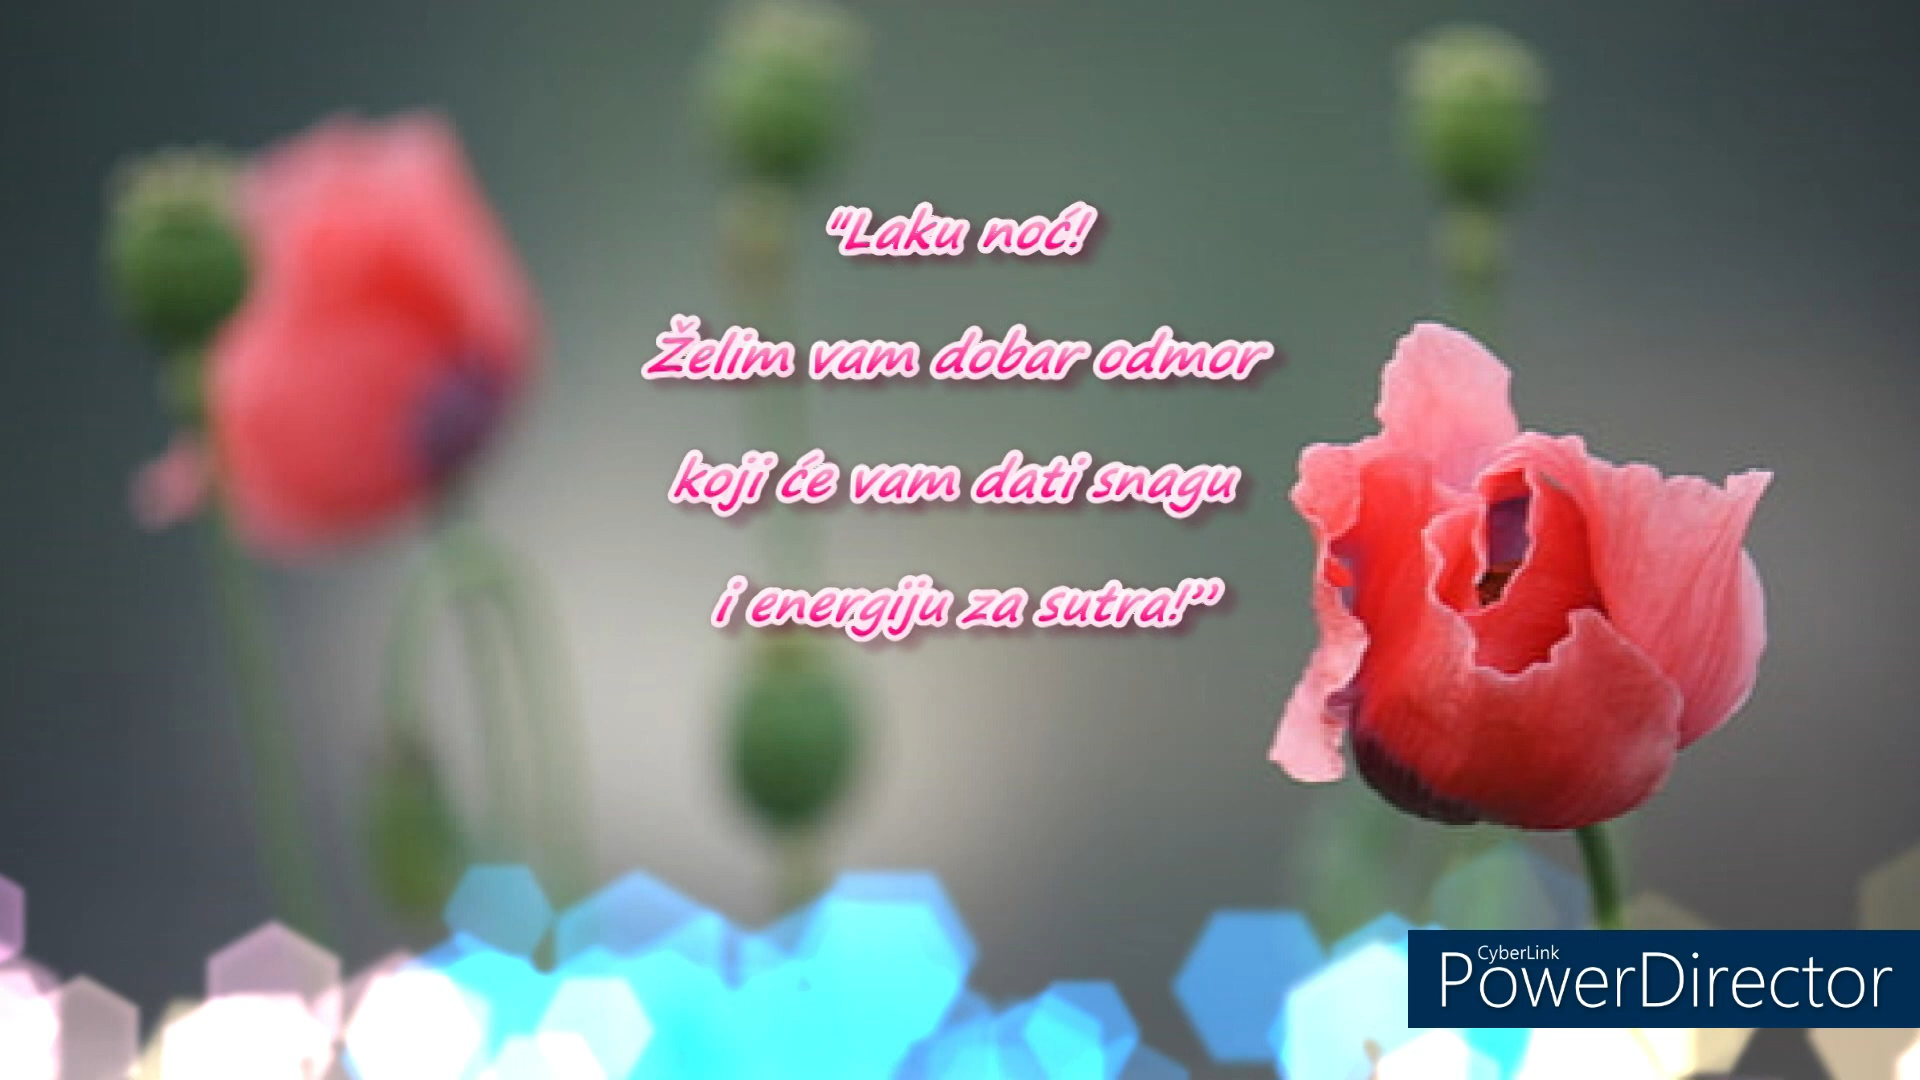 "Laku noć!
Želim vam dobar odmor
koji će vam dati snagu
i energiju za sutra!”
CyberLink
PowerDirector